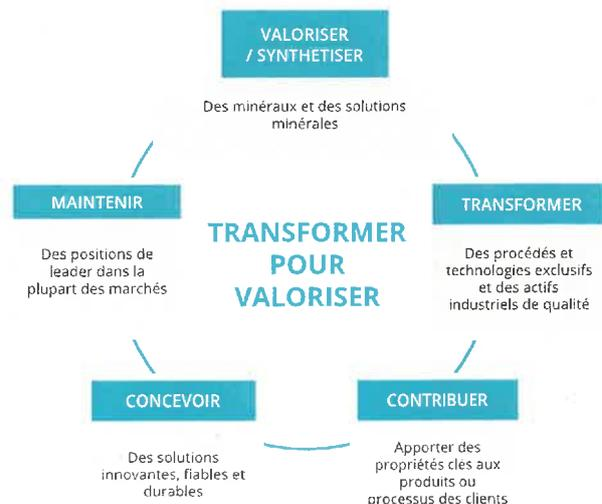 VALORISER
/ SYNTHETISER
Des minéraux et des solutions
minérales
TRANSFORMER
Des procédés et
technologies exclusifs
et des actifs
industriels de qualité
CONTRIBUER
Apporter des
propriétés clés aux
produits ou
processus des clients
CONCEVOIR
Des solutions
innovantes, fiables et
durables
MAINTENIR
Des positions de
leader dans la
plupart des marchés
TRANSFORMER
POUR
VALORISER